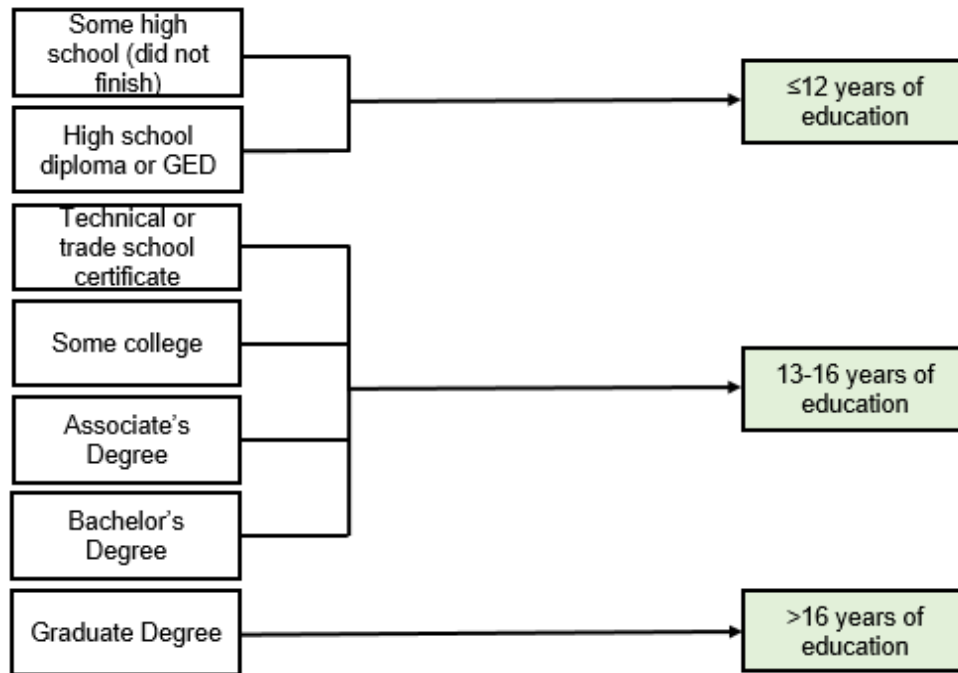 Some high
school (did not
finish)
≤12 years of
education
High school
diploma or GED
Technical or
trade school
certificate
Some college
13-16 years of
education
Associate’s
Degree
Bachelor’s
Degree
Graduate Degree
>16 years of
education